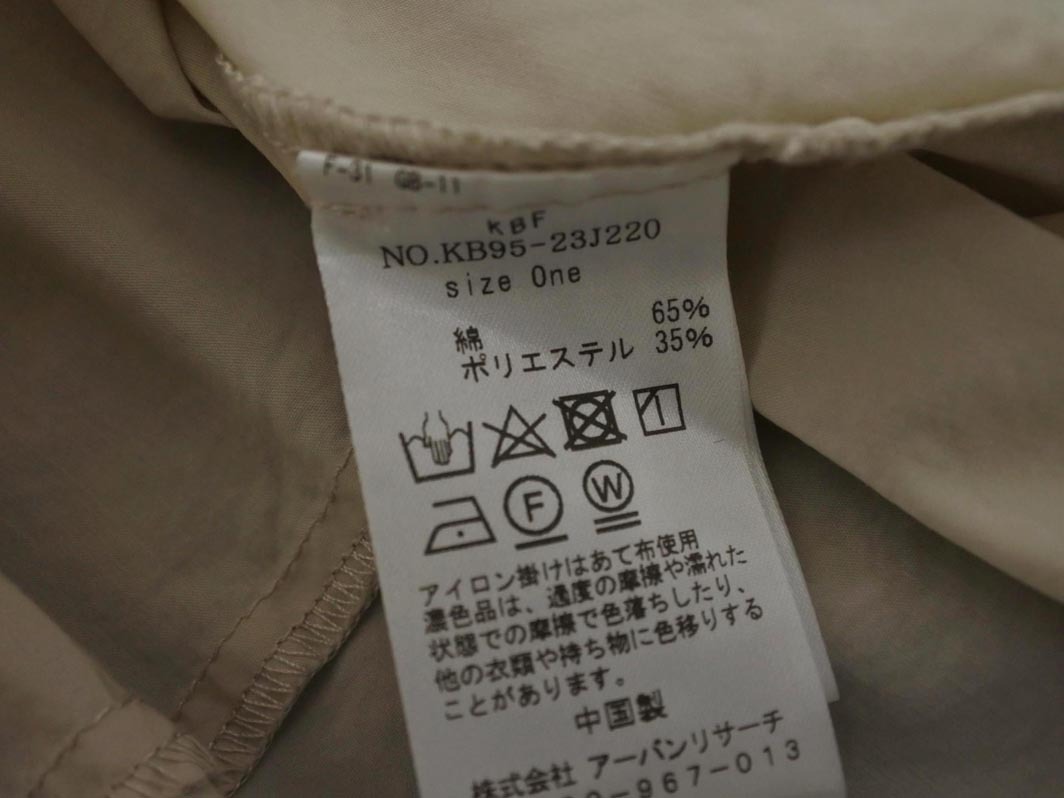 F-31 GB-11
KBF
NO.KB95-23J220
size One
綿 65%
ポリエステル 35%
F W
アイロン掛けはあて布使用
濃色品は、過度の摩擦や濡れた
状態での摩擦で色落ちしたり、
他の衣類や持ち物に色移りする
ことがあります。
中国製
株式会社 アーバンリサーチ
-967-013